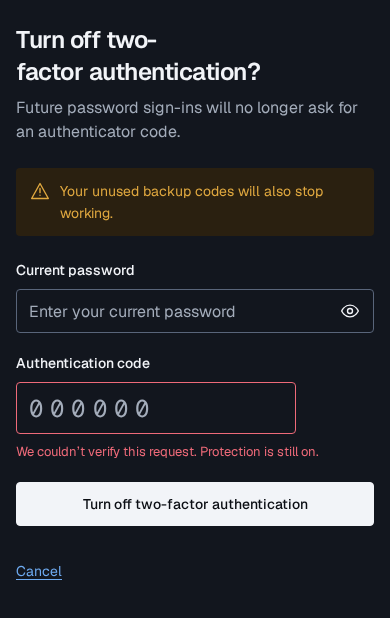 Turn off two-
factor authentication?
Future password sign-ins will no longer ask for
an authenticator code.
Your unused backup codes will also stop
working.
Current password
Enter your current password
Authentication code
000000
We couldn't verify this request. Protection is still on.
Turn off two-factor authentication
Cancel